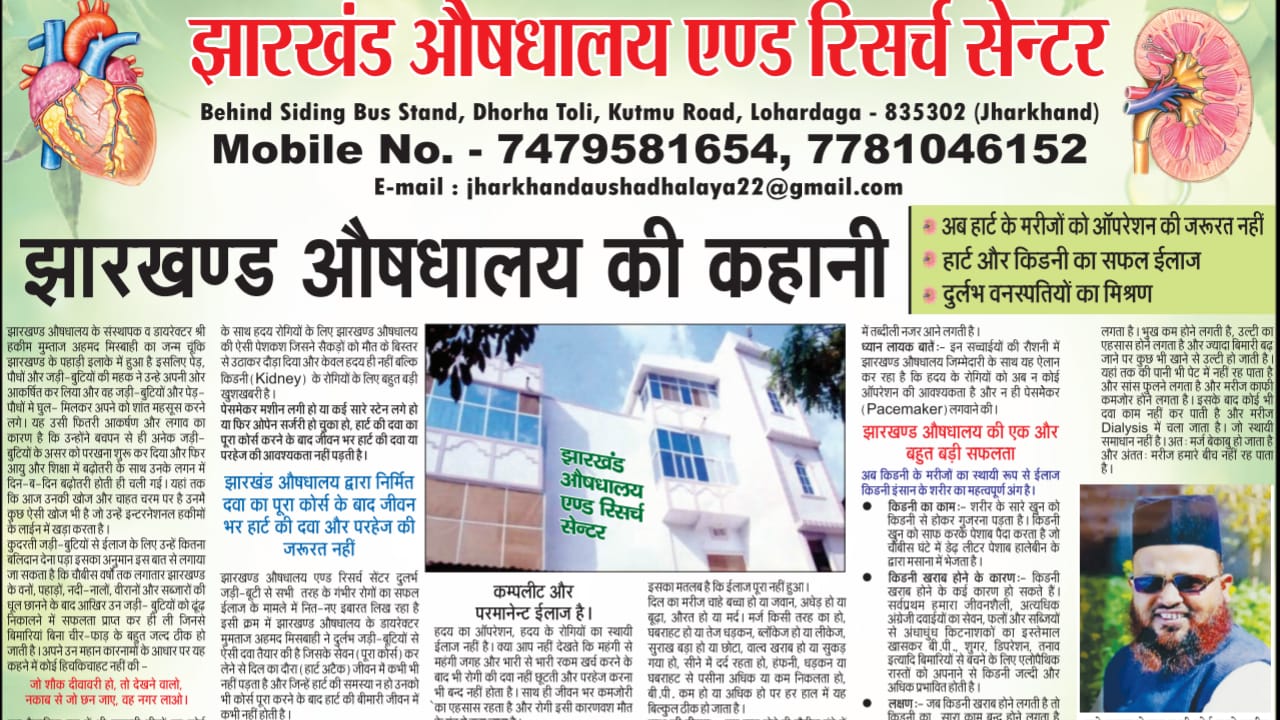 झारखंड औषधालय एण्ड रिसर्च सेन्टर
Behind Siding Bus Stand, Dhorha Toli, Kutmu Road, Lohardaga - 835302 (Jharkhand)
Mobile No. - 7479581654, 7781046152
E-mail : jharkhandaushadhalaya22@gmail.com
झारखण्ड औषधालय की कहानी
अब हार्ट के मरीजों को ऑपरेशन की जरूरत नहीं
हार्ट और किडनी का सफल ईलाज
दुर्लभ वनस्पतियों का मिश्रण
झारखण्ड औषधालय के संस्थापक व डायरेक्टर श्री
हकीम मुम्ताज अहमद मिस्बाही का जन्म चूंकि
झारखण्ड के पहाड़ी इलाके में हुआ है इसलिए पेड़,
पौधों और जड़ी-बुटियों की महक ने उन्हे अपनी ओर
आकर्षित कर लिया और वह जड़ी-बुटियों और पेड़-
पौधों मे घुल- मिलकर अपने को शांत महसूस करने
लगे। यह उसी फितरी आकर्षण और लगाव का
कारण है कि उन्होंने बचपन से ही अनेक जड़ी-
बुटियों के असर को परखना शुरू कर दिया और फिर
आयु और शिक्षा में बढ़ोतरी के साथ उनके लगन में
दिन-ब-दिन बढ़ोतरी होती ही चली गई। यहां तक
कि आज उनकी खोज और चाहत चरम पर है उनमें
कुछ ऐसी खोज भी है जो उन्हें इन्टरनेशनल हकीमों
के लाईन में खड़ा करता है।
कुदरती जड़ी-बुटियों से ईलाज के लिए उन्हें कितना
बलिदान देना पड़ा इसका अनुमान इस बात से लगाया
जा सकता है कि चौबीस वर्षो तक लगातार झारखण्ड
के वनों, पहाड़ों, नदी-नालों, वीरानों और सब्जारों की
धूल छानने के बाद आखिर उन जड़ी- बुटियों को ढूंढ
निकालने में सफलता प्राप्त कर ही ली जिनसे
बिमारियां बिना चीर-फाड़ के बहुत जल्द ठीक हो
जाती है। अपने उन महान कारनामों के आधार पर यह
कहने में कोई हिचकिचाहट नहीं की -
जो शौक दीवावरी हो, तो देखने वालो,
नकाब से जो छन जाए, वह नगर लाओ।
के साथ हदय रोगियों के लिए झारखण्ड औषधालय
की ऐसी पेशकश जिसने सैकड़ों को मौत के बिस्तर
से उठाकर दौड़ा दिया और केवल हदय ही नहीं बल्कि
किडनी (Kidney) के रोगियों के लिए बहुत बड़ी
खुशखबरी है।
पेसमेकर मशीन लगी हो या कई सारे स्टेन लगे हो
या फिर ओपेन सर्जरी हो चुका हो, हार्ट की दवा का
पूरा कोर्स करने के बाद जीवन भर हार्ट की दवा या
परहेज की आवश्यकता नहीं पड़ती है।
झारखंड औषधालय द्वारा निर्मित
दवा का पूरा कोर्स के बाद जीवन
भर हार्ट की दवा और परहेज की
जरूरत नहीं
झारखण्ड औषधालय एण्ड रिसर्च सेंटर दुलर्भ
जड़ी-बूटी से सभी तरह के गंभीर रोगों का सफल
ईलाज के मामले में नित-नए इबारत लिख रहा है
इसी क्रम में झारखण्ड औषधालय के डायरेक्टर
मुमताज अहमद मिसबाही ने दुर्लभ जड़ी-बुटियों से
ऐसी दवा तैयार की है जिसके सेवन (पूरा कोर्स) कर
लेने से दिल का दौरा (हार्ट अटैक) जीवन में कभी भी
नहीं पड़ता है और जिन्हें हार्ट की समस्या न हो उनको
भी कोर्स पूरा करने के बाद हार्ट की बीमारी जीवन में
कभी नहीं होती है।
झारखंड
औषधालय
एण्ड रिसर्च
सेन्टर
कम्पलीट और
परमानेन्ट ईलाज है।
हदय का ऑपरेशन, हदय के रोगियों का स्थायी
ईलाज नहीं है। क्या आप नहीं देखते कि महंगी से
महंगी जगह और भारी से भारी रकम खर्च करने के
बाद भी रोगी की दवा नहीं छूटती और परहेज करना
भी बन्द नहीं होता है। साथ ही जीवन भर कमजोरी
का एहसास रहता है और रोगी इसी कारणवश मौत
इसका मतलब है कि ईलाज पूरा नहीं हुआ।
दिल का मरीज चाहे बच्चा हो या जवान, अधेड़ हो या
बूढ़ा, औरत हो या मर्द। मर्ज किसी तरह का हो,
घबराहट हो या तेज धड़कन, ब्लॉकेज हो या लीकेज,
सुराख बड़ा हो या छोटा, वाल्व खराब हो या सुकड़
गया हो, सीने में दर्द रहता हो, हंफनी, धड़कन या
घबराहट से पसीना अधिक या कम निकलता हो,
बी.पी. कम हो या अधिक हो पर हर हाल में यह
बिल्कुल ठीक हो जाता है।
में तब्दीली नजर आने लगती है।
ध्यान लायक बातें :- इन सच्चाईयों की रौशनी में
झारखण्ड औषधालय जिम्मेदारी के साथ यह ऐलान
कर रहा है कि हदय के रोगियों को अब न कोई
ऑपरेशन की आवश्यकता है और न ही पेसमेकर
(Pacemaker) लगवाने की।
झारखण्ड औषधालय की एक और
बहुत बड़ी सफलता
अब किडनी के मरीजों का स्थायी रूप से ईलाज
किडनी इंसान के शरीर का महत्वपूर्ण अंग है।
● किडनी का काम :- शरीर के सारे खुन को
किडनी से होकर गुजरना पड़ता है। किडनी
खून को साफ करके पेशाब पैदा करता है जो
चौबीस घंटे में डेढ़ लीटर पेशाब हालेबीन के
द्वारा मसाना में भेजता है।
● किडनी खराब होने के कारण :- किडनी
खराब होने के कई कारण हो सकते हैं।
सर्वप्रथम हमारा जीवनशैली, अत्यधिक
अंग्रेजी दवाईयों का सेवन, फलों और सब्जियों
से अंधाधुंध किटनाशकों का इस्तेमाल
खासकर बी.पी., शुगर, डिपरेशन, तनाव
इत्यादि बिमारियों से बचने के लिए एलोपैथिक
रास्तों को अपनाने से किडनी जल्दी और
अधिक प्रभावित होती है।
● लक्षण :- जब किडनी खराब होने लगती है तो
किडनी का सारा काम बन्द होने लगता है
लगता है। भुख कम होने लगती है, उल्टी का
एहसास होने लगता है और ज्यादा बिमारी बढ़
जाने पर कुछ भी खाने से उल्टी हो जाती है।
यहां तक की पानी भी पेट में नहीं रह पाता है
और सांस फुलने लगता है और मरीज काफी
कमजोर होने लगता है। इसके बाद कोई भी
दवा काम नहीं कर पाती है और मरीज
Dialysis में चला जाता है। जो स्थायी
समाधान नहीं है। अत: मर्ज बेकाबू हो जाता है
और अंतत: मरीज हमारे बीच नहीं रह पाता
है।